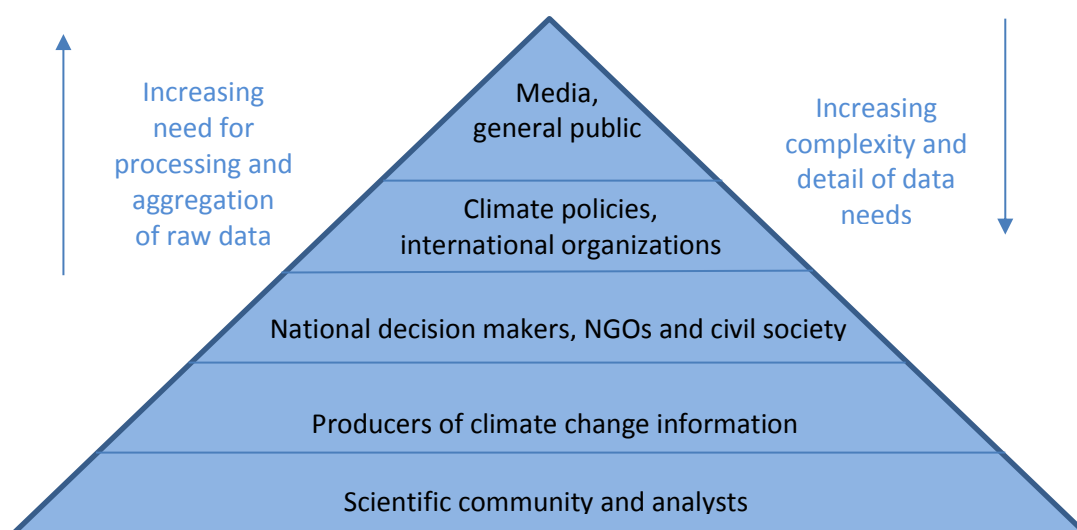 Increasing
need for
processing and
aggregation
of raw data
Media,
general public
Increasing
complexity and
detail of data
needs
Climate policies,
international organizations
National decision makers, NGOs and civil society
Producers of climate change information
Scientific community and analysts